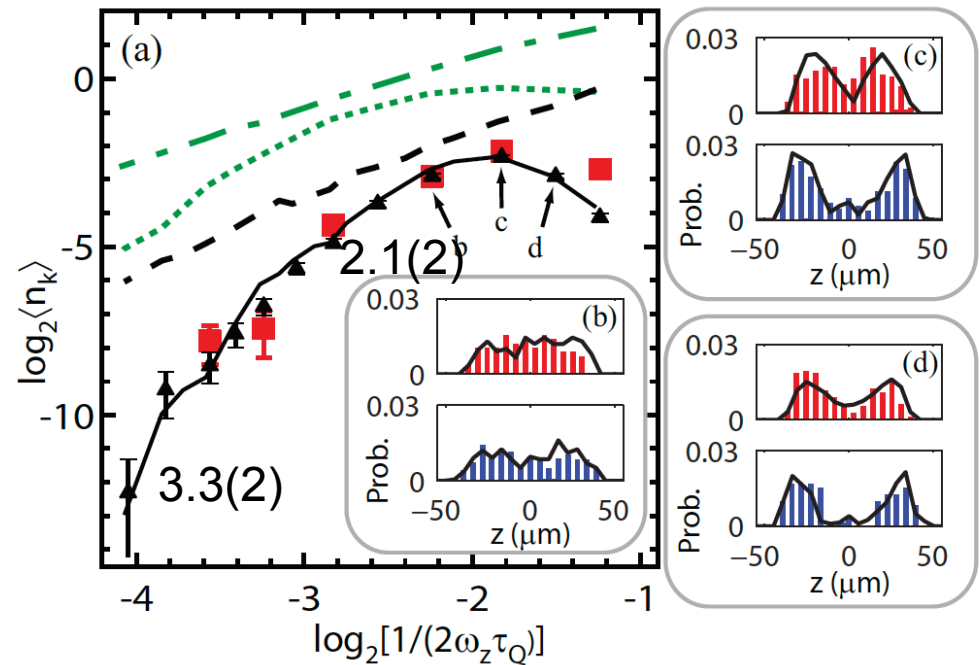 (a)
0
-5
-10
log₂⟨nₖ⟩
-4
-3
-2
-1
log₂[1/(2ω_zτ_Q)]
2.1(2)
3.3(2)
b
c
d
(b)
0.03
0
0.03
0
Prob.
-50
0
50
z (μm)
(c)
0.03
0
0.03
0
Prob.
−50
0
50
z (μm)
(d)
0.03
0
0.03
0
Prob.
−50
0
50
z (μm)